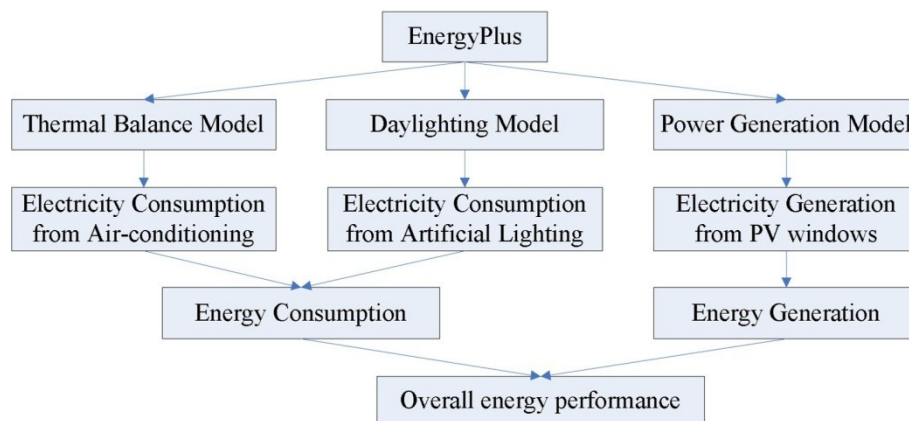 EnergyPlus
Thermal Balance Model
Daylighting Model
Power Generation Model
Electricity Consumption
from Air-conditioning
Electricity Consumption
from Artificial Lighting
Electricity Generation
from PV windows
Energy Consumption
Energy Generation
Overall energy performance